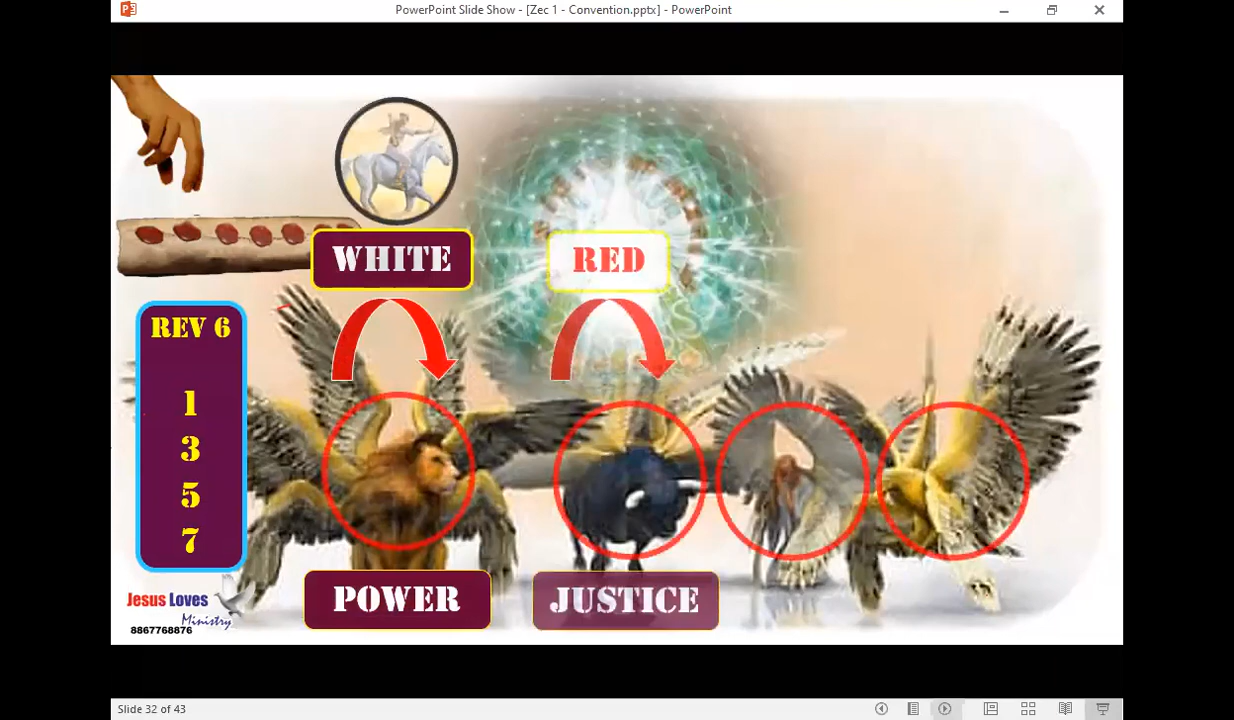 PowerPoint Slide Show - [Zec 1 - Convention.pptx] - PowerPoint
WHITE
RED
REV 6
1
3
5
7
Jesus Loves
Ministry
8867768876
POWER
JUSTICE
Slide 32 of 43